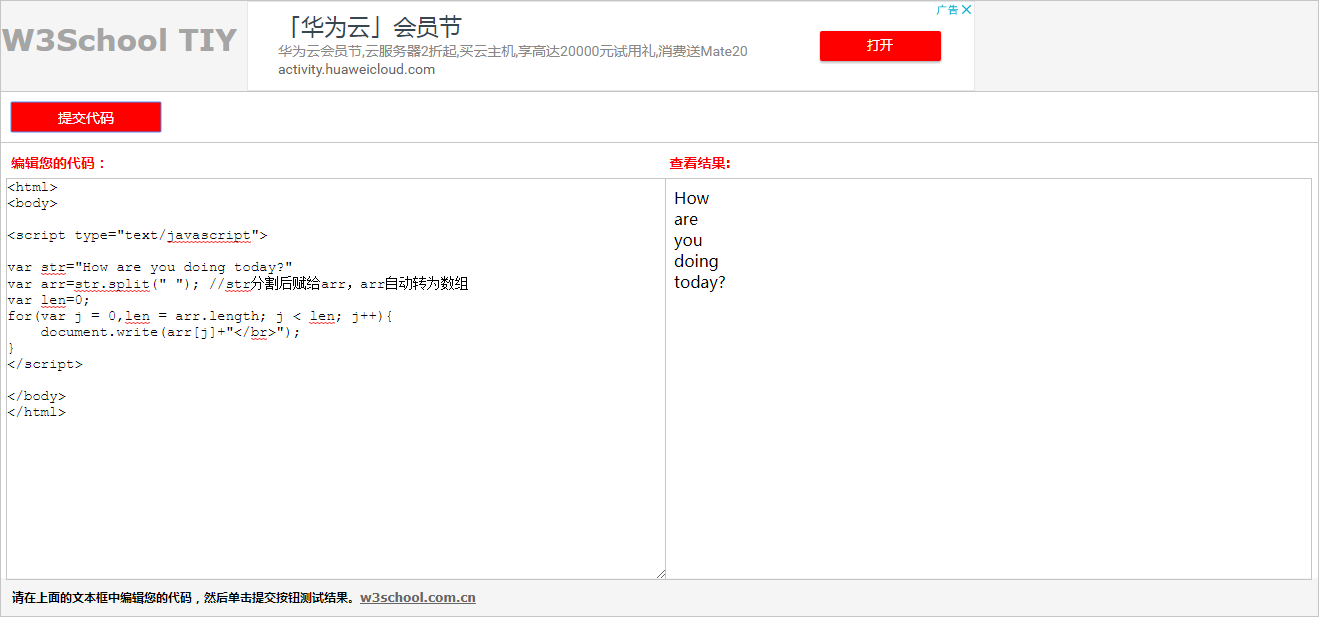 W3School TIY
「华为云」会员节
华为云会员节,云服务器2折起,买云主机,享高达20000元试用礼,消费送Mate20
activity.huaweicloud.com
打开
广告
提交代码
编辑您的代码：
查看结果:
<html>
<body>
<script type="text/javascript">
var str="How are you doing today?"
var arr=str.split(" "); //str分割后赋给arr，arr自动转为数组
var len=0;
for(var j = 0,len = arr.length; j < len; j++){
    document.write(arr[j]+"</br>");
}
</script>
</body>
</html>
How
are
you
doing
today?
请在上面的文本框中编辑您的代码，然后单击提交按钮测试结果。w3school.com.cn